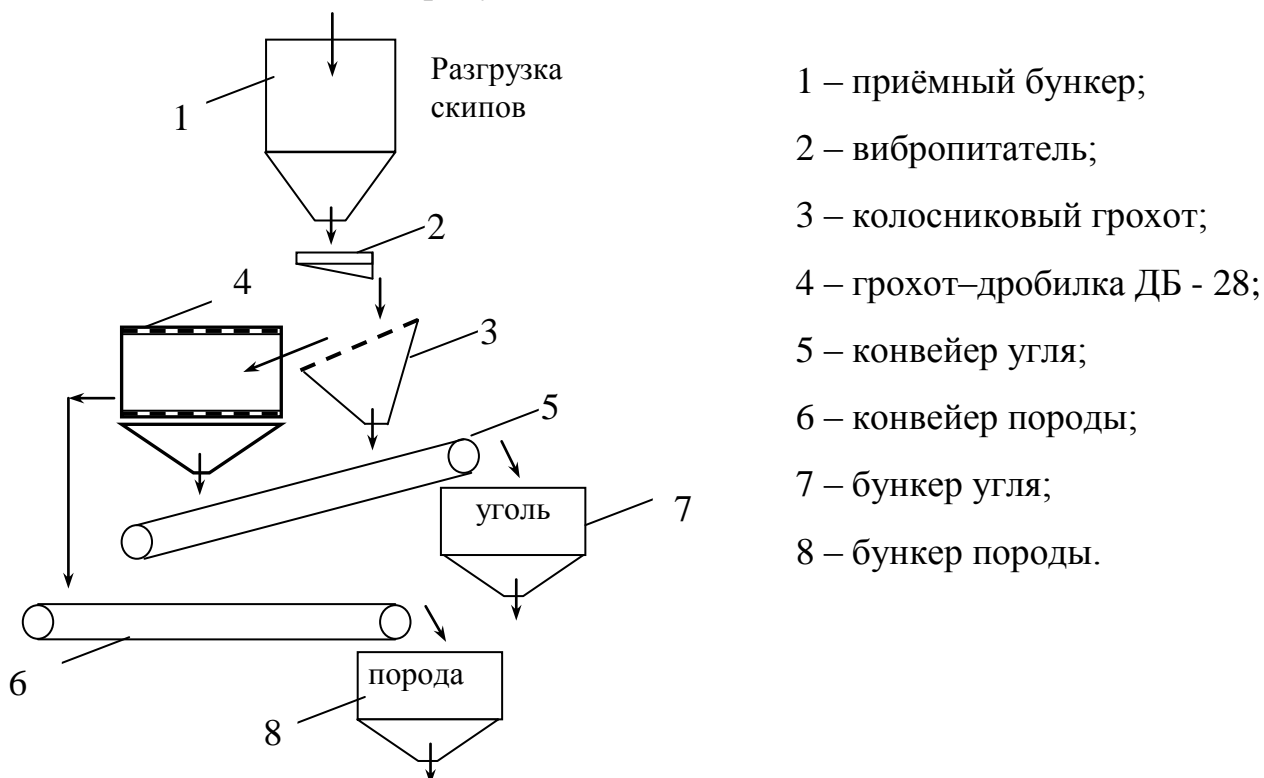 Разгрузка
скипов
1
2
4
3
5
уголь
7
6
порода
8
1 – приёмный бункер;
2 – вибропитатель;
3 – колосниковый грохот;
4 – грохот–дробилка ДБ - 28;
5 – конвейер угля;
6 – конвейер породы;
7 – бункер угля;
8 – бункер породы.